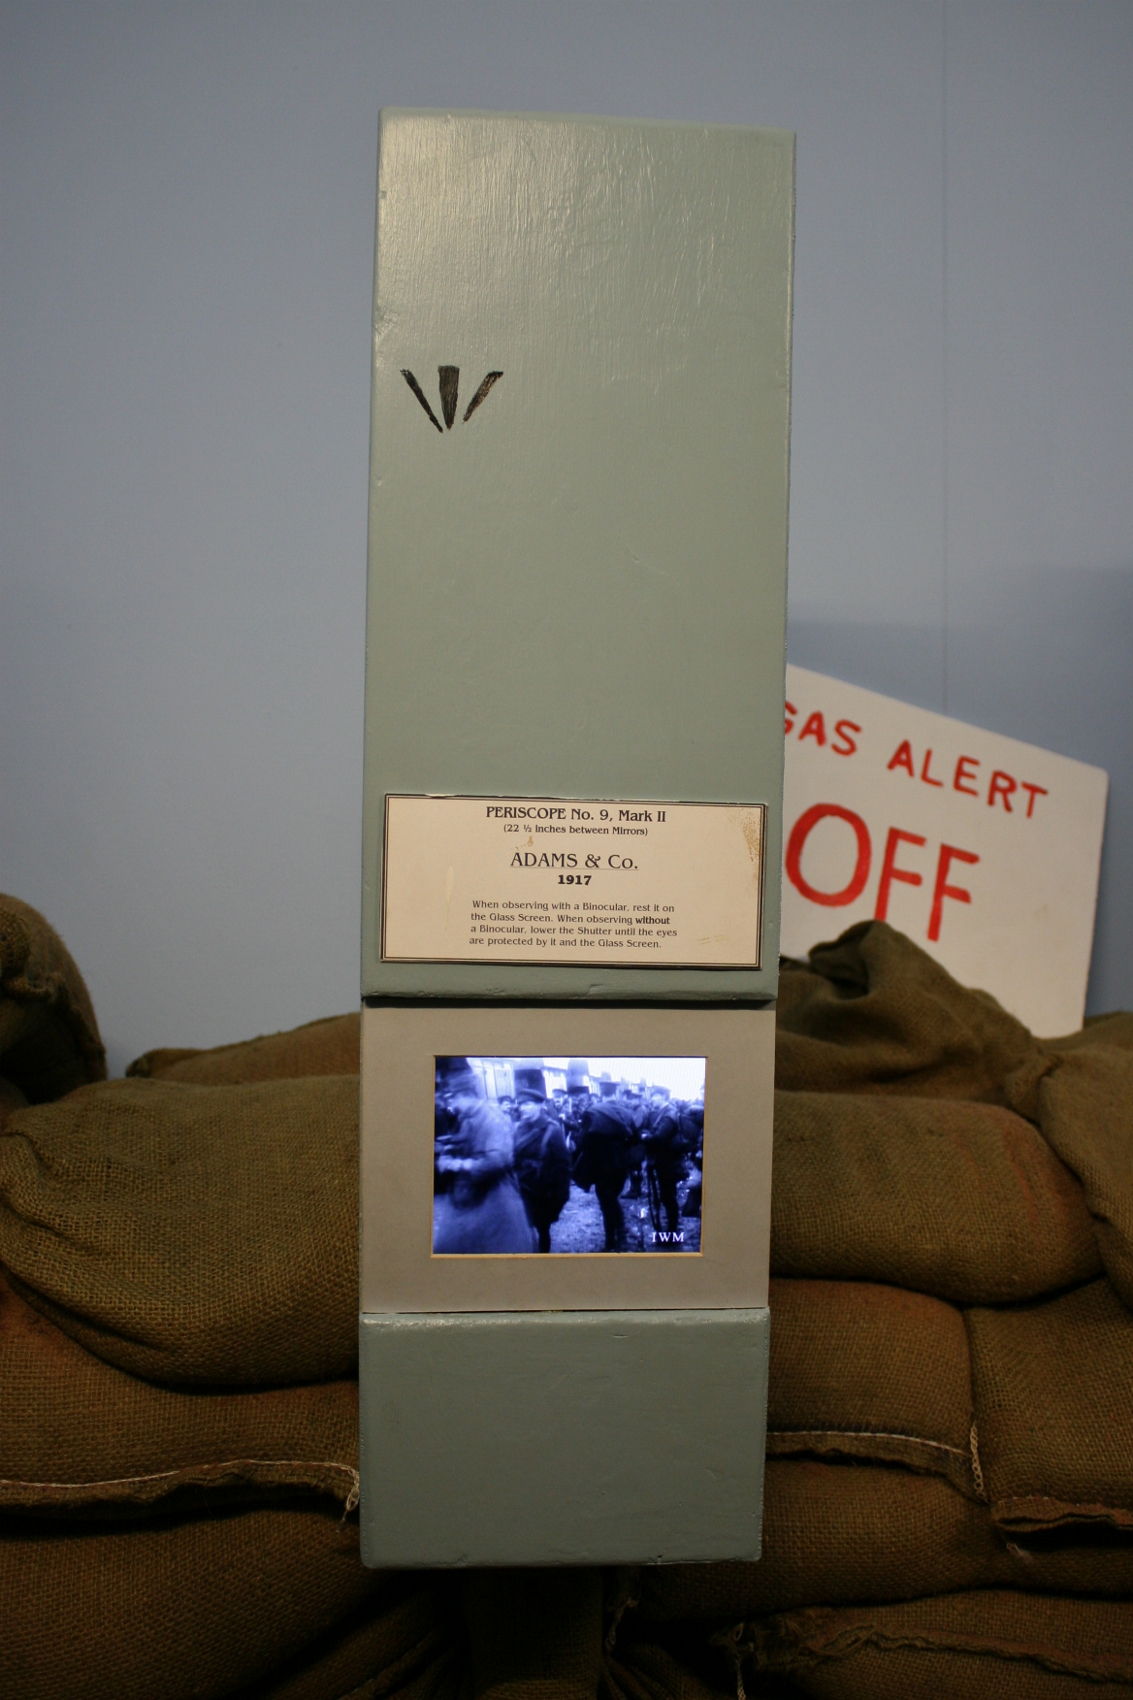 PERISCOPE No. 9, Mark II
(22 ½ inches between Mirrors)
ADAMS & Co.
1917
When observing with a Binocular, rest it on
the Glass Screen. When observing without
a Binocular, lower the Shutter until the eyes
are protected by it and the Glass Screen.
GAS ALERT
OFF
IWM